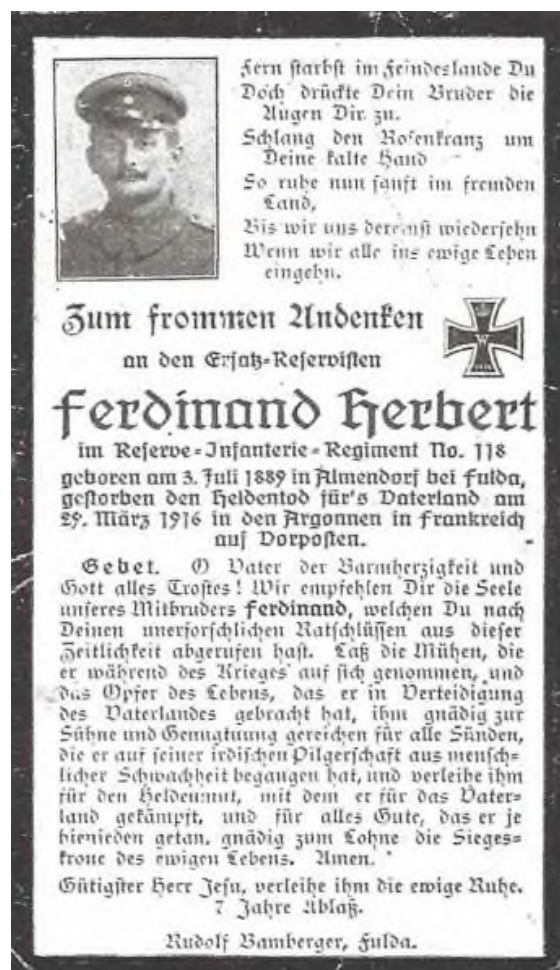 Fern starbst im Feindeslande Du
Doch drückte Dein Bruder die
Augen Dir zu.
Schlang den Rosenkranz um
Deine kalte Hand
So ruhe nun sanft im fremden
Land,
Bis wir uns dereinst wiedersehn
Wenn wir alle ins ewige Leben
eingehn.
Zum frommen Andenken
an den Ersatz-Reservisten
Ferdinand Herbert
im Reserve-Infanterie-Regiment No. 118
geboren am 3. Juli 1889 in Almendorf bei Fulda,
gestorben den Heldentod für's Vaterland am
29. März 1916 in den Argonnen in Frankreich
auf Vorposten.
Gebet. O Vater der Barmherzigkeit und
Gott alles Trostes! Wir empfehlen Dir die Seele
unseres Mitbruders Ferdinand, welchen Du nach
Deinen unerforschlichen Ratschlüssen aus dieser
Zeitlichkeit abgerufen hast. Laß die Mühen, die
er während des Krieges auf sich genommen, und
das Opfer des Lebens, das er in Verteidigung
des Vaterlandes gebracht hat, ihm gnädig zur
Sühne und Genugtuung gereichen für alle Sünden,
die er auf seiner irdischen Pilgerschaft aus mensch-
licher Schwachheit begangen hat, und verleihe ihm
für den Heldenmut, mit dem er für das Vater-
land gekämpft, und für alles Gute, das er je
hienieden getan, gnädig zum Lohne die Sieges-
krone des ewigen Lebens. Amen.
Gütigster Herr Jesu, verleihe ihm die ewige Ruhe.
7 Jahre Ablaß.
Rudolf Bamberger, Fulda.
W